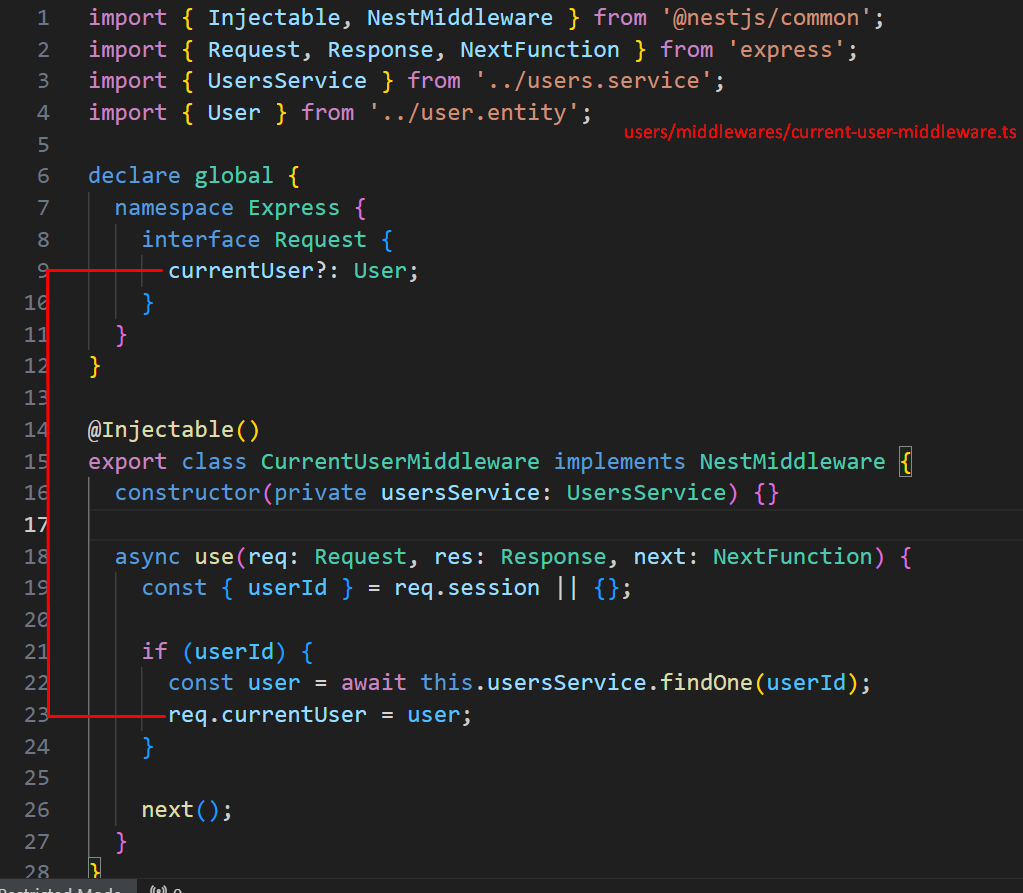 1 import { Injectable, NestMiddleware } from '@nestjs/common';
2 import { Request, Response, NextFunction } from 'express';
3 import { UsersService } from '../users.service';
4 import { User } from '../user.entity';
users/middlewares/current-user-middleware.ts
5
6 declare global {
7   namespace Express {
8     interface Request {
9       currentUser?: User;
10     }
11   }
12 }
13
14 @Injectable()
15 export class CurrentUserMiddleware implements NestMiddleware {
16   constructor(private usersService: UsersService) {}
17
18   async use(req: Request, res: Response, next: NextFunction) {
19     const { userId } = req.session || {};
20
21     if (userId) {
22       const user = await this.usersService.findOne(userId);
23       req.currentUser = user;
24     }
25
26     next();
27   }
28 }
Restricted Mode 0